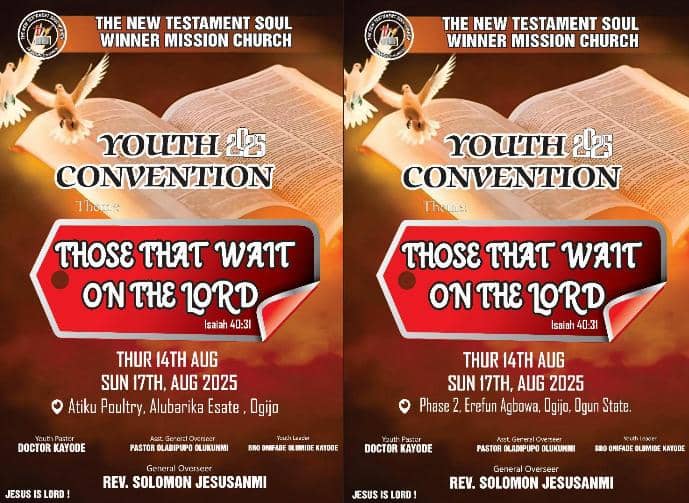 THE NEW TESTAMENT SOUL
WINNER MISSION CHURCH
YOUTH 2025
CONVENTION
Theme
THOSE THAT WAIT
ON THE LORD
Isaiah 40:31
THUR 14TH AUG
SUN 17TH, AUG 2025
Atiku Poultry, Alubarika Esate , Ogijo
Youth Pastor
DOCTOR KAYODE
Asst. General Overseer
PASTOR OLADIPUPO OLUKUNMI
Youth Leader
BRO ONIFADE OLUMIDE KAYODE
General Overseer
REV. SOLOMON JESUSANMI
JESUS IS LORD !
THE NEW TESTAMENT SOUL
WINNER MISSION CHURCH
YOUTH 2025
CONVENTION
Theme
THOSE THAT WAIT
ON THE LORD
Isaiah 40:31
THUR 14TH AUG
SUN 17TH, AUG 2025
Phase 2, Erefun Agbowa, Ogijo, Ogun State.
Youth Pastor
DOCTOR KAYODE
Asst. General Overseer
PASTOR OLADIPUPO OLUKUNMI
Youth Leader
BRO ONIFADE OLUMIDE KAYODE
General Overseer
REV. SOLOMON JESUSANMI
JESUS IS LORD !